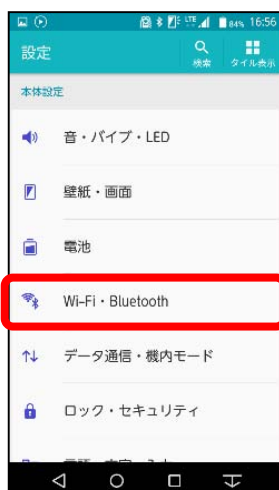 LTE 84% 16:56
設定
検索 タイル表示
本体設定
音・バイブ・LED
壁紙・画面
電池
Wi-Fi・Bluetooth
データ通信・機内モード
ロック・セキュリティ